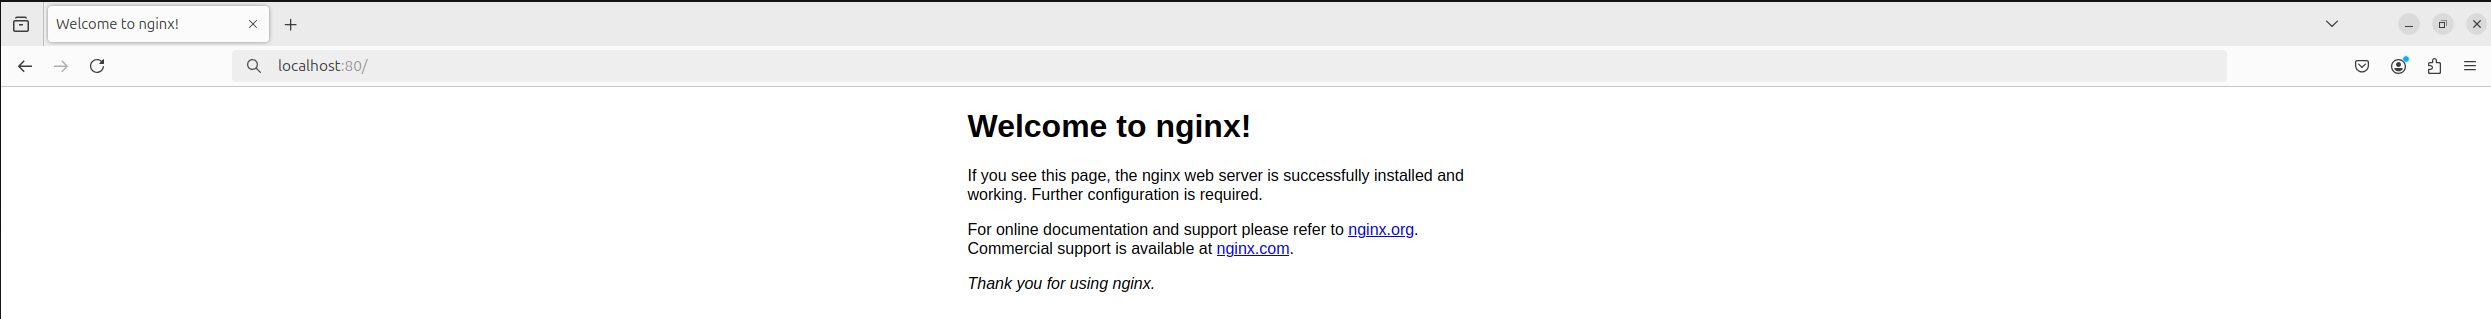 Welcome to nginx!
localhost:80/
Welcome to nginx!
If you see this page, the nginx web server is successfully installed and
working. Further configuration is required.
For online documentation and support please refer to nginx.org.
Commercial support is available at nginx.com.
Thank you for using nginx.